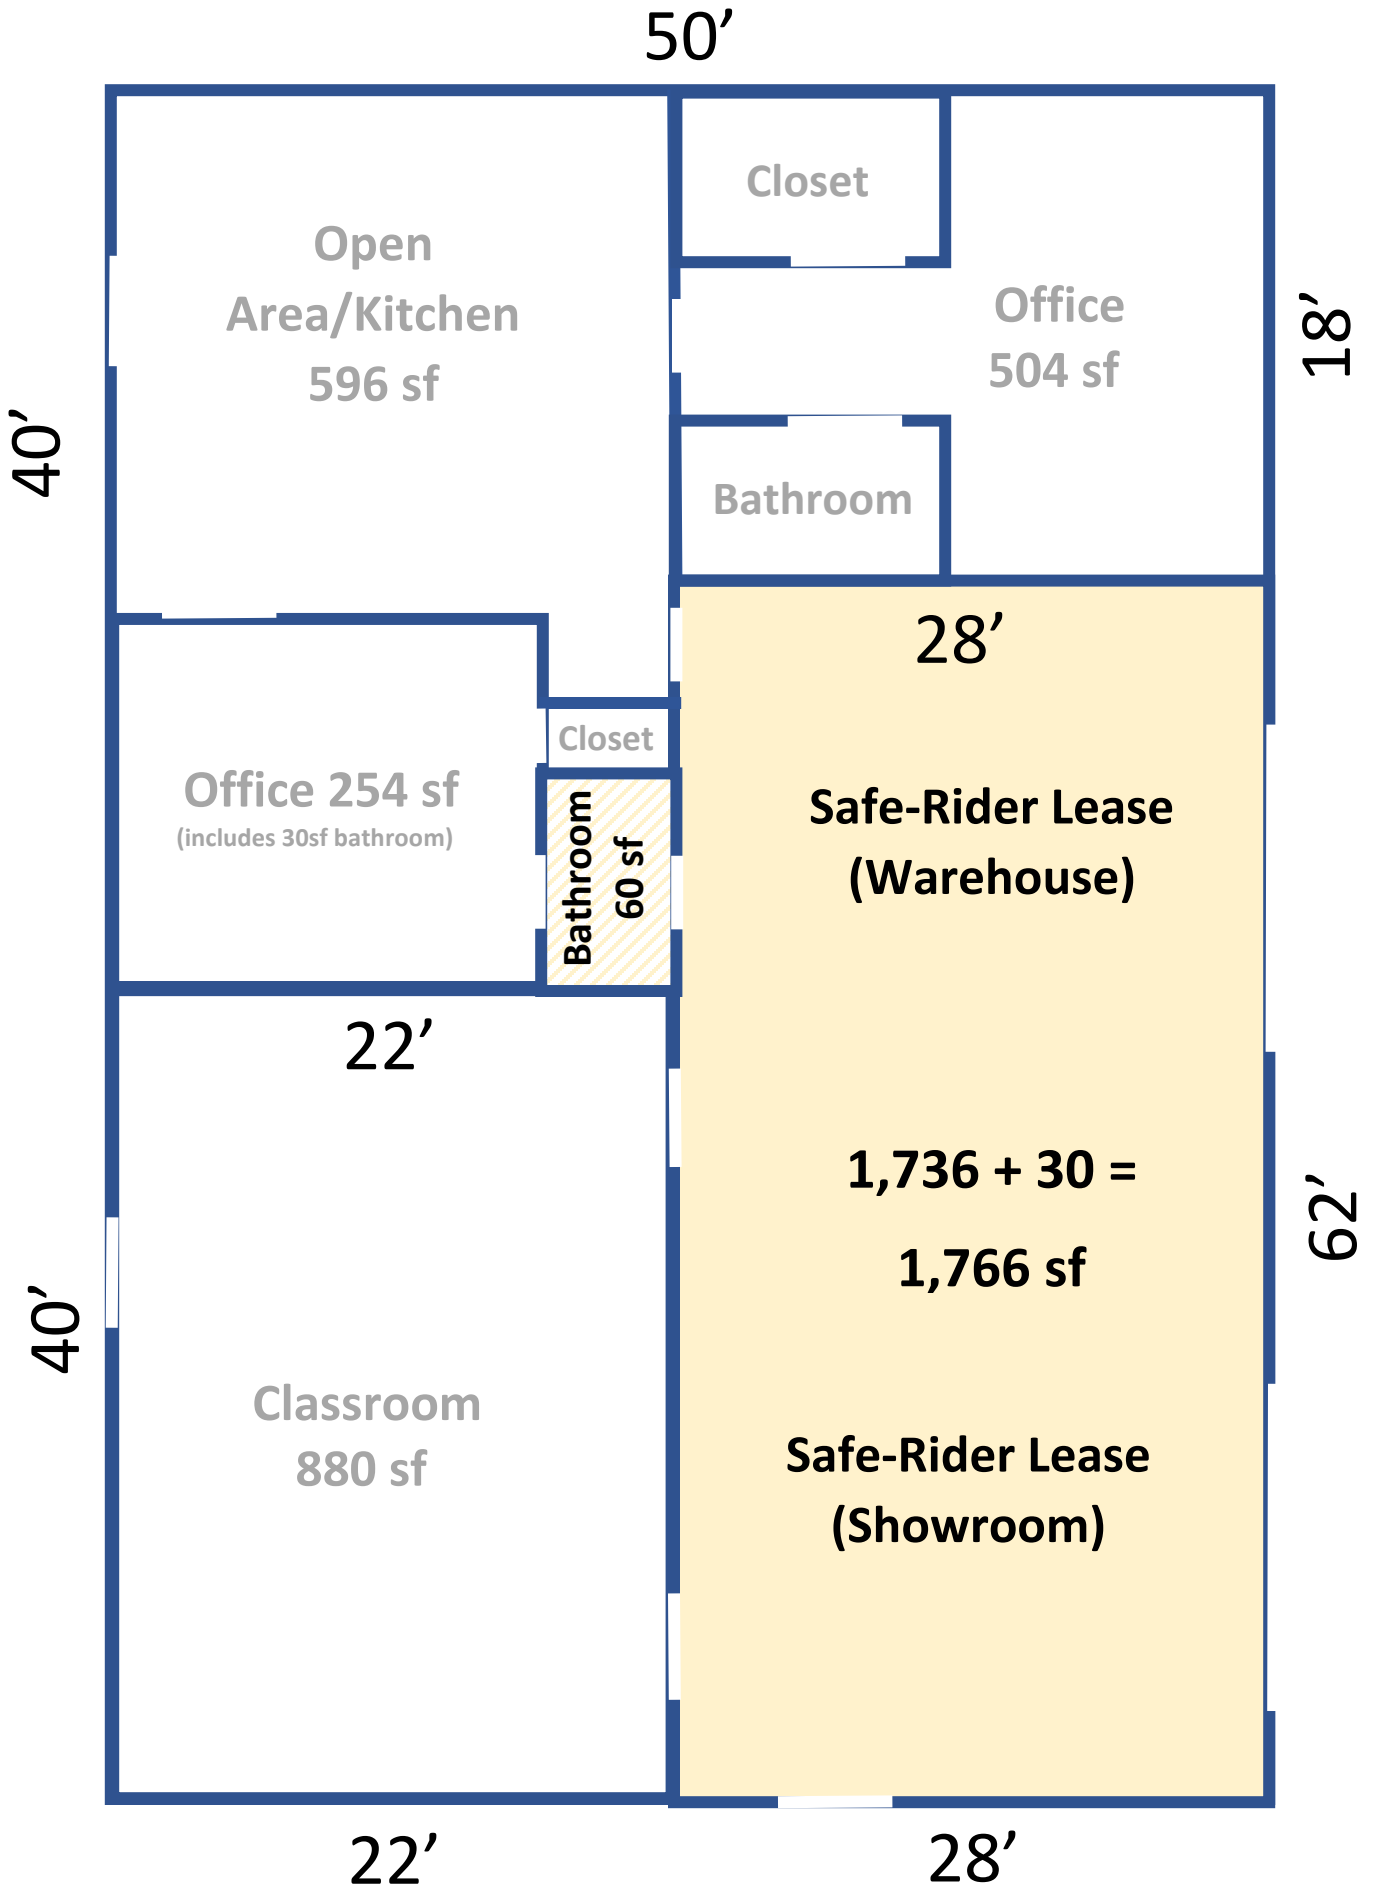 50’
Closet
Open
Area/Kitchen
596 sf
Office
504 sf
18’
40’
Bathroom
28’
Closet
Office 254 sf
(includes 30sf bathroom)
Bathroom
60 sf
Safe-Rider Lease
(Warehouse)
22’
1,736 + 30 =
1,766 sf
62’
40’
Classroom
880 sf
Safe-Rider Lease
(Showroom)
22’
28’